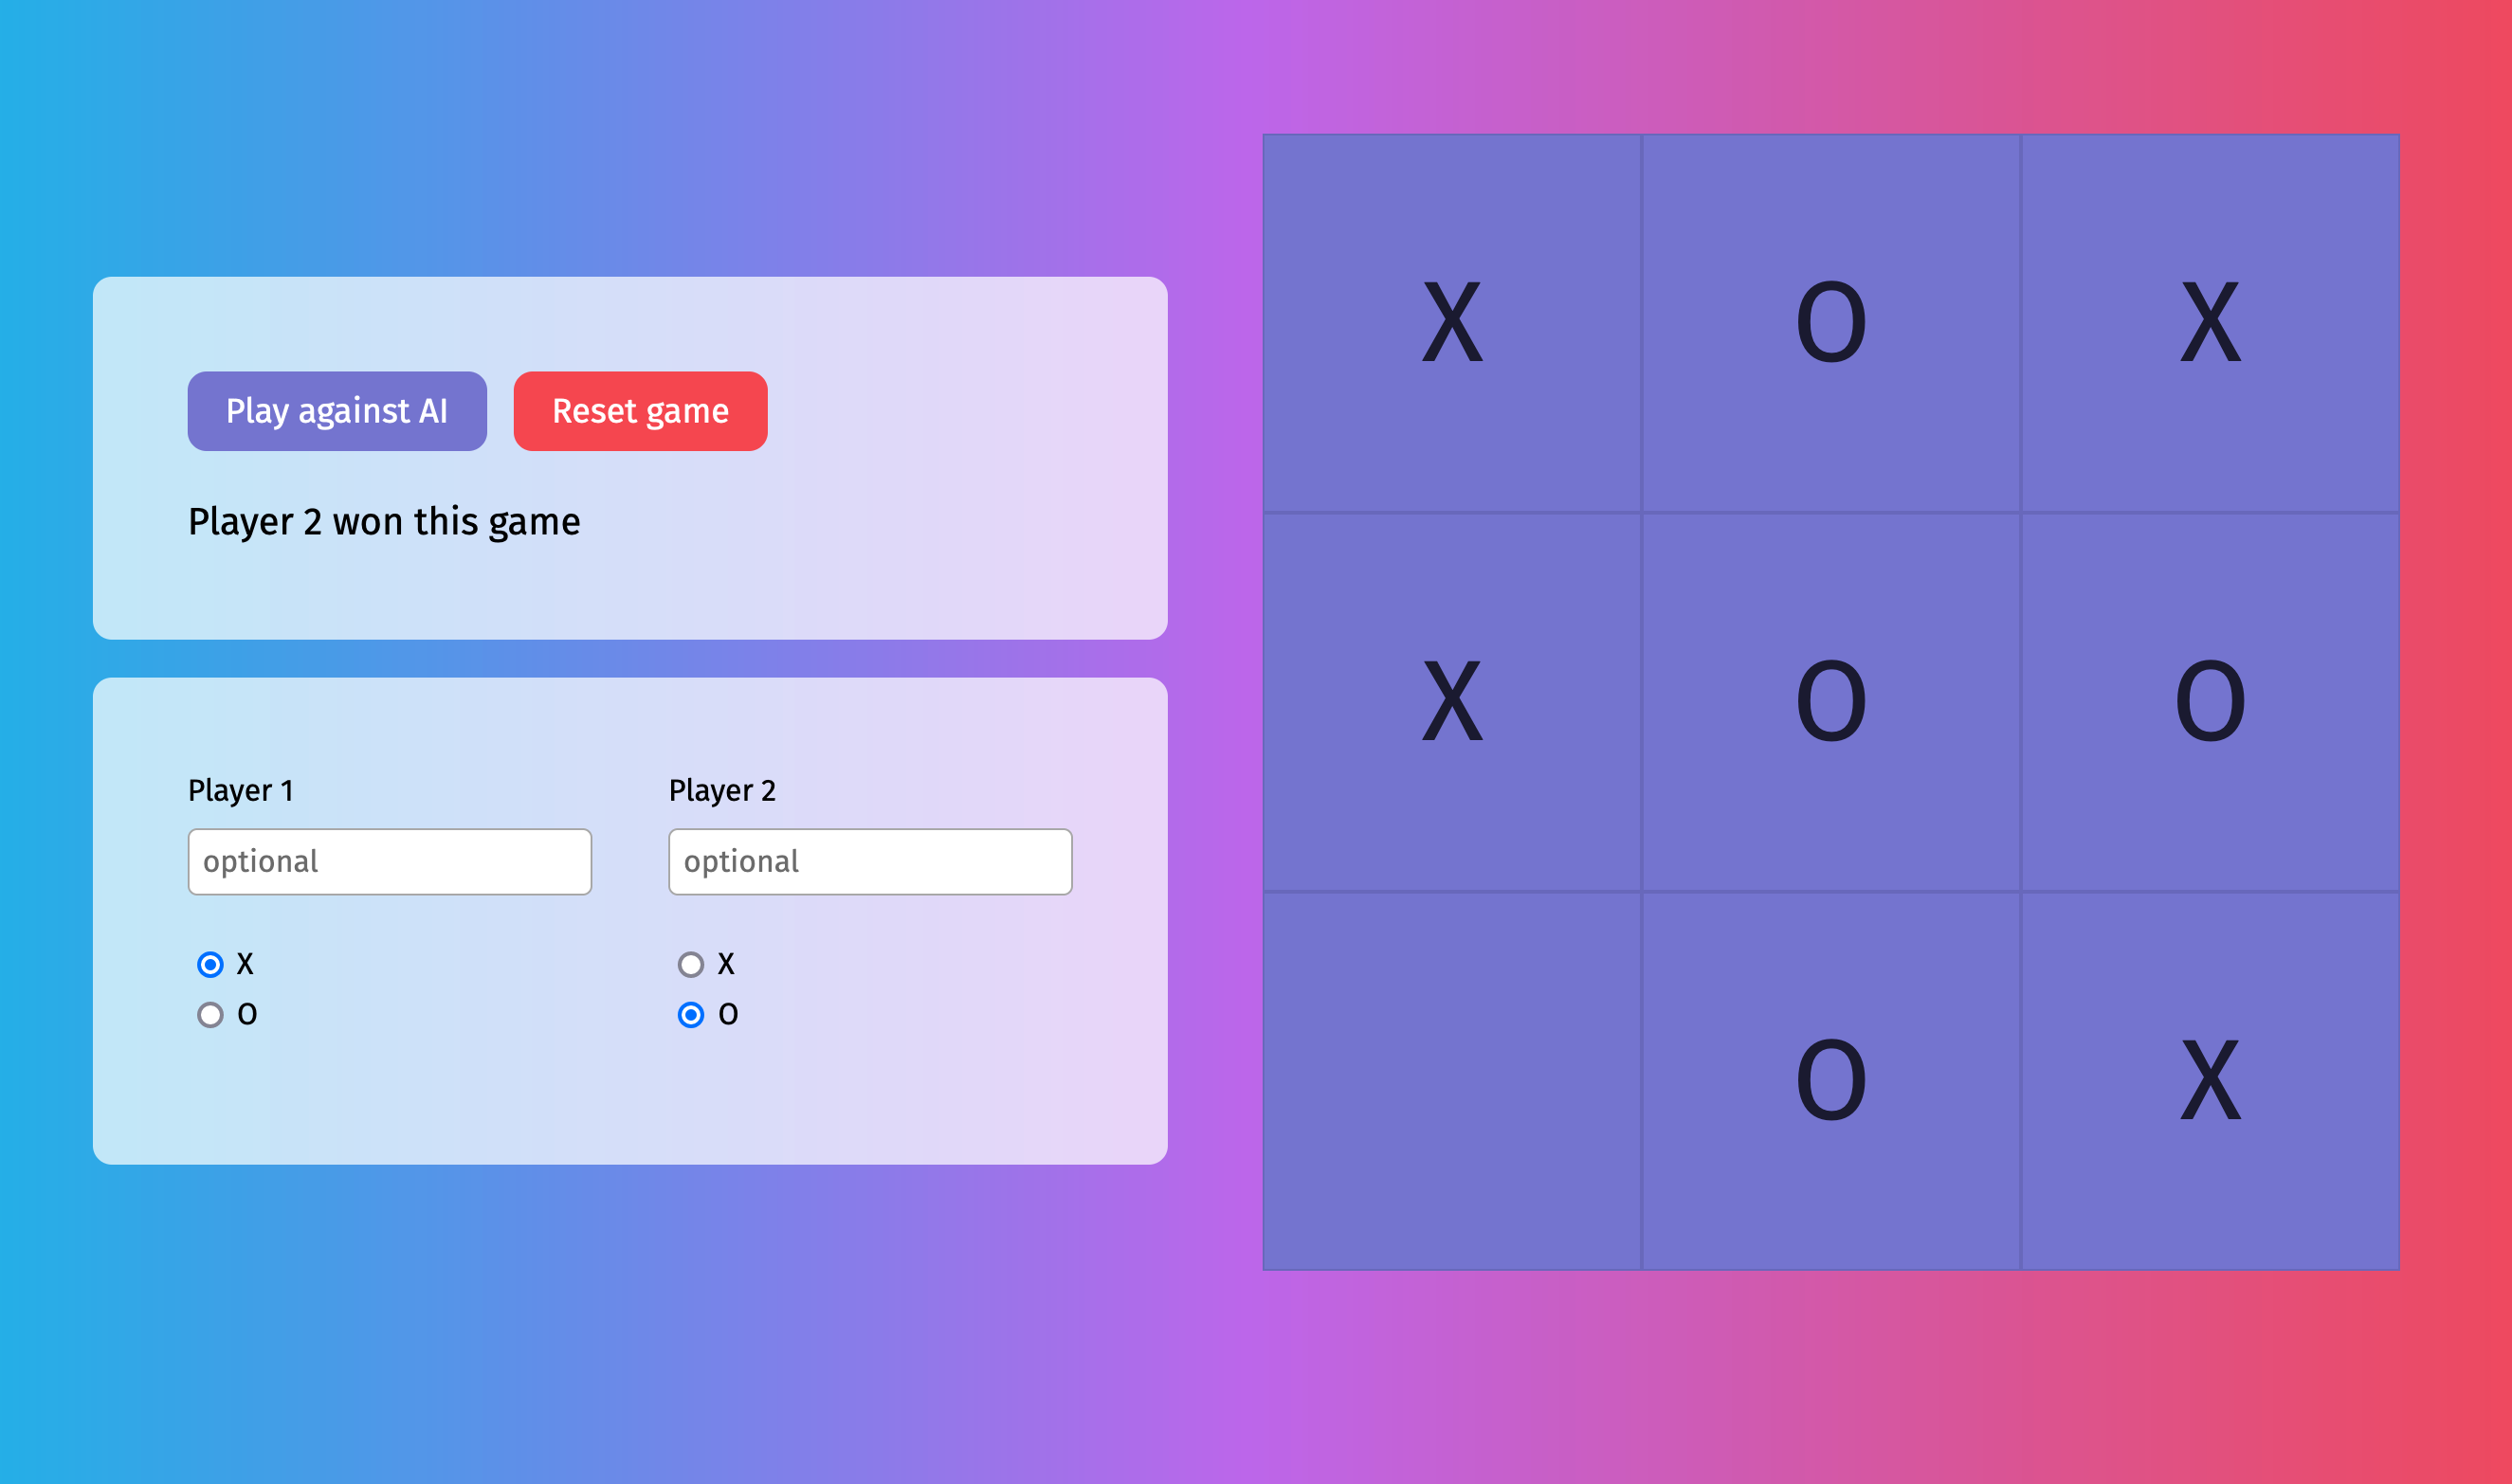 Play against AI Reset game
Player 2 won this game
Player 1 Player 2
optional optional
X X
O O
X O X
X O O
O X